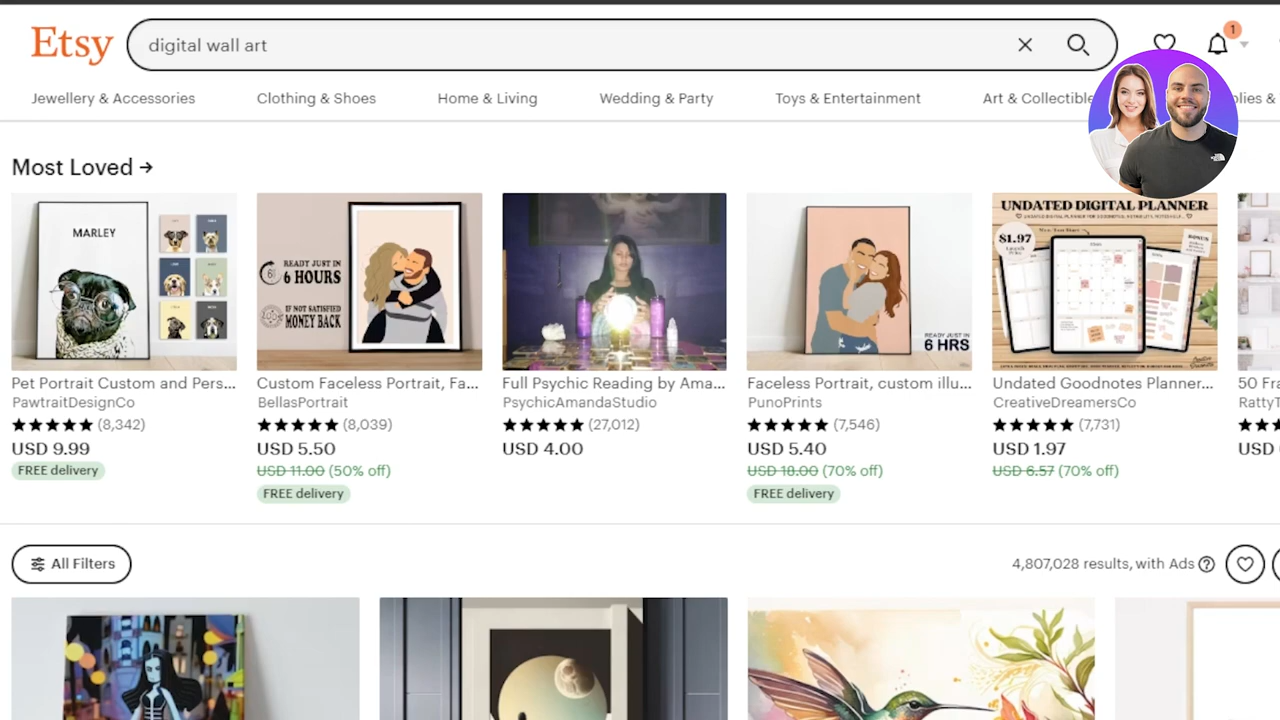 Etsy
digital wall art
1
Jewellery & Accessories
Clothing & Shoes
Home & Living
Wedding & Party
Toys & Entertainment
Art & Collectible
Most Loved →
MARLEY
READY JUST IN
6 HOURS
IF NOT SATISFIED
MONEY BACK
READY JUST IN
6 HRS
UNDATED DIGITAL PLANNER
$1.97
BONUS
Pet Portrait Custom and Pers...
PawtraitDesignCo
(8,342)
USD 9.99
FREE delivery
Custom Faceless Portrait, Fa...
BellasPortrait
(8,039)
USD 5.50
USD 11.00 (50% off)
FREE delivery
Full Psychic Reading by Ama...
PsychicAmandaStudio
(27,012)
USD 4.00
Faceless Portrait, custom illu...
PunoPrints
(7,546)
USD 5.40
USD 18.00 (70% off)
FREE delivery
Undated Goodnotes Planner...
CreativeDreamersCo
(7,731)
USD 1.97
USD 6.57 (70% off)
50 Fra
RattyT
USD
All Filters
4,807,028 results, with Ads